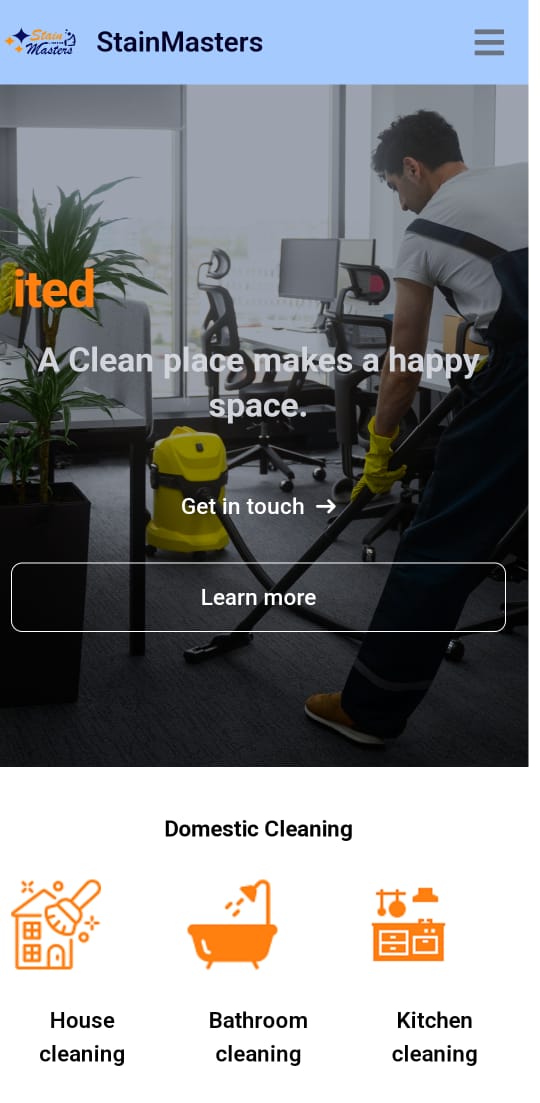 Stain
Masters
StainMasters
ited
A Clean place makes a happy
space.
Get in touch →
Learn more
Domestic Cleaning
House
cleaning
Bathroom
cleaning
Kitchen
cleaning